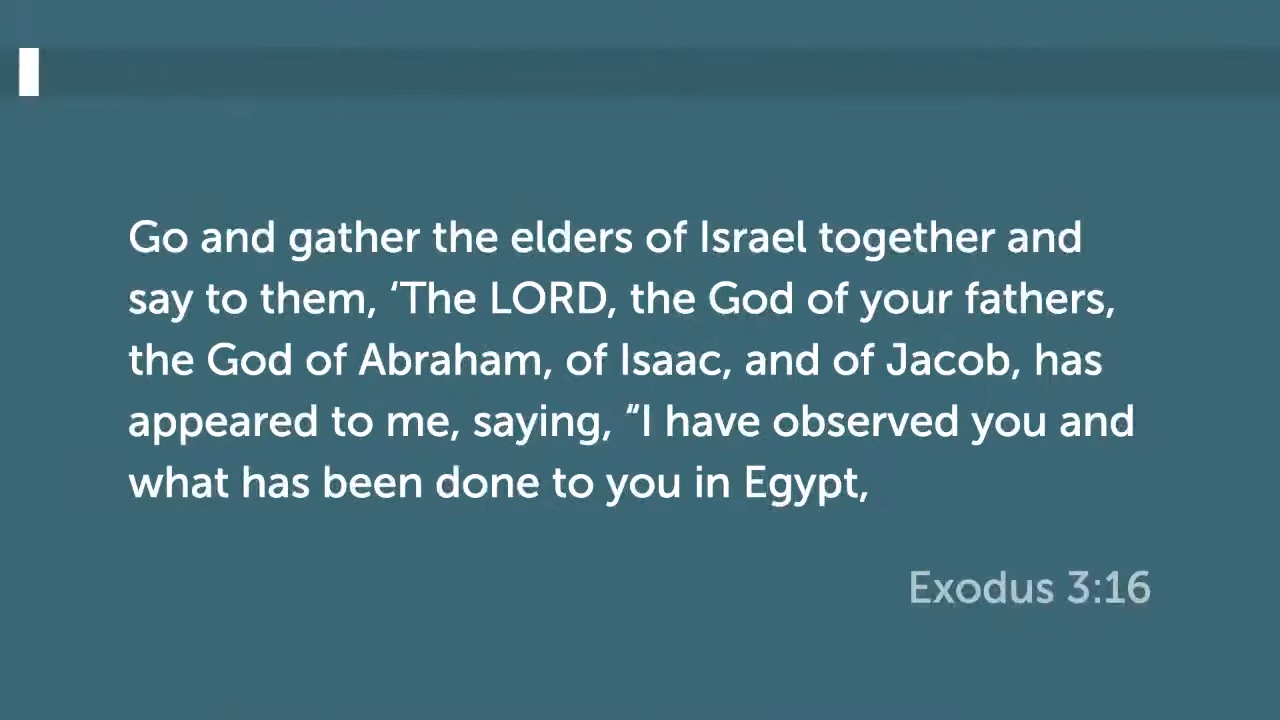 Go and gather the elders of Israel together and
say to them, ‘The LORD, the God of your fathers,
the God of Abraham, of Isaac, and of Jacob, has
appeared to me, saying, “I have observed you and
what has been done to you in Egypt,
Exodus 3:16